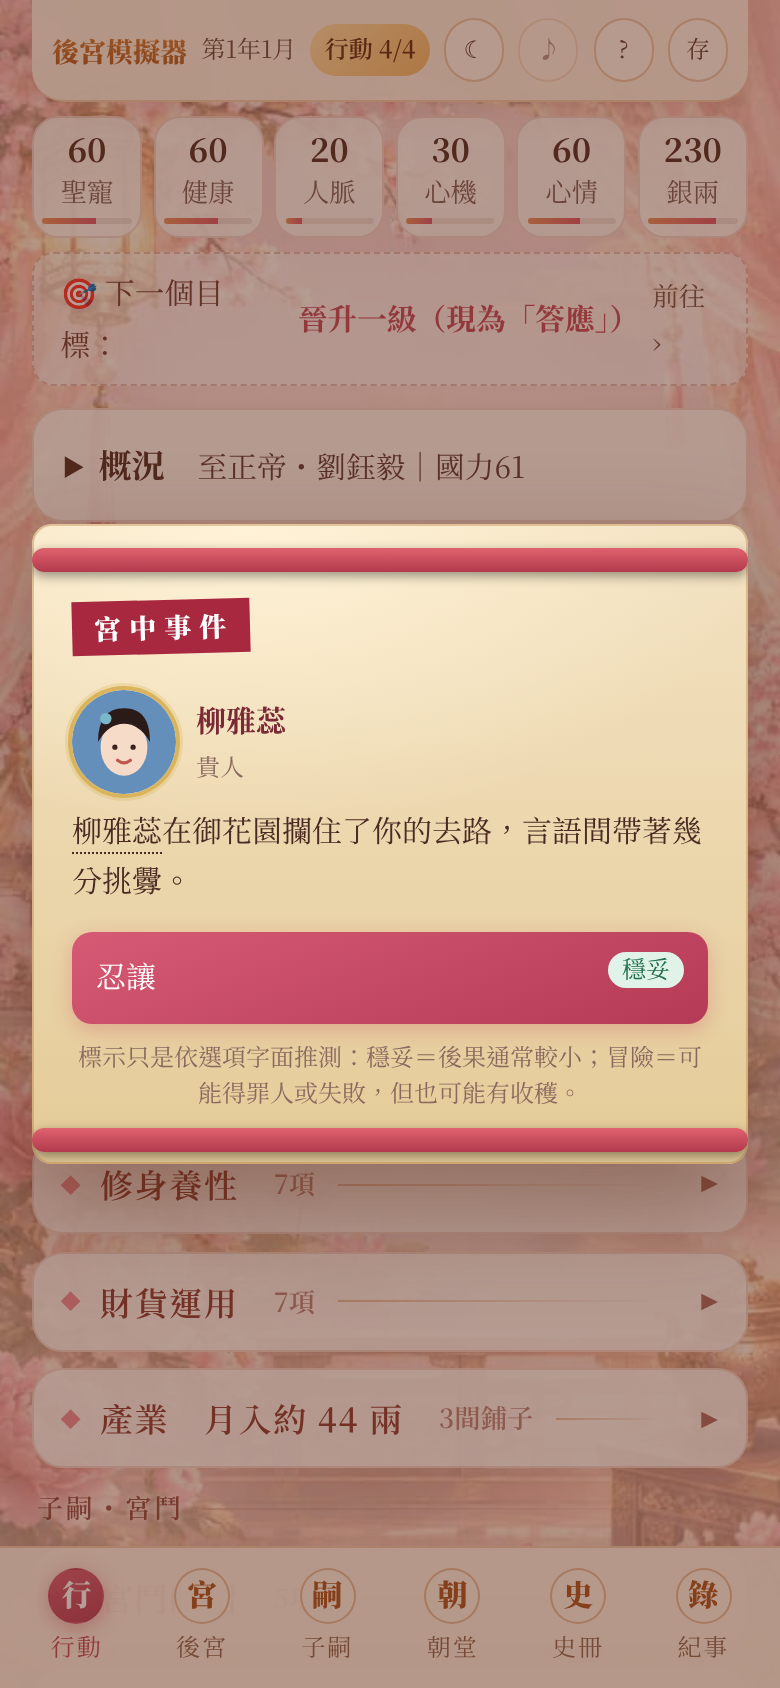 後宮模擬器 第1年1月 行動 4/4 ☾ ♪ ? 存
60 60 20 30 60 230
聖寵 健康 人脈 心機 心情 銀兩
🎯 下一個目標： 晉升一級（現為「答應」） 前往 ›
▶ 概況 至正帝・劉鈺毅｜國力61
宮中事件
柳雅蕊
貴人
柳雅蕊在御花園攔住了你的去路，言語間帶著幾
分挑釁。
忍讓 穩妥
標示只是依選項字面推測：穩妥＝後果通常較小；冒險＝可
能得罪人或失敗，但也可能有收穫。
◆ 修身養性 7項 ▶
◆ 財貨運用 7項 ▶
◆ 產業 月入約 44 兩 3間鋪子 ▶
子嗣・宮鬥
行 宮 嗣 朝 史 錄
行動 後宮 子嗣 朝堂 史冊 紀事